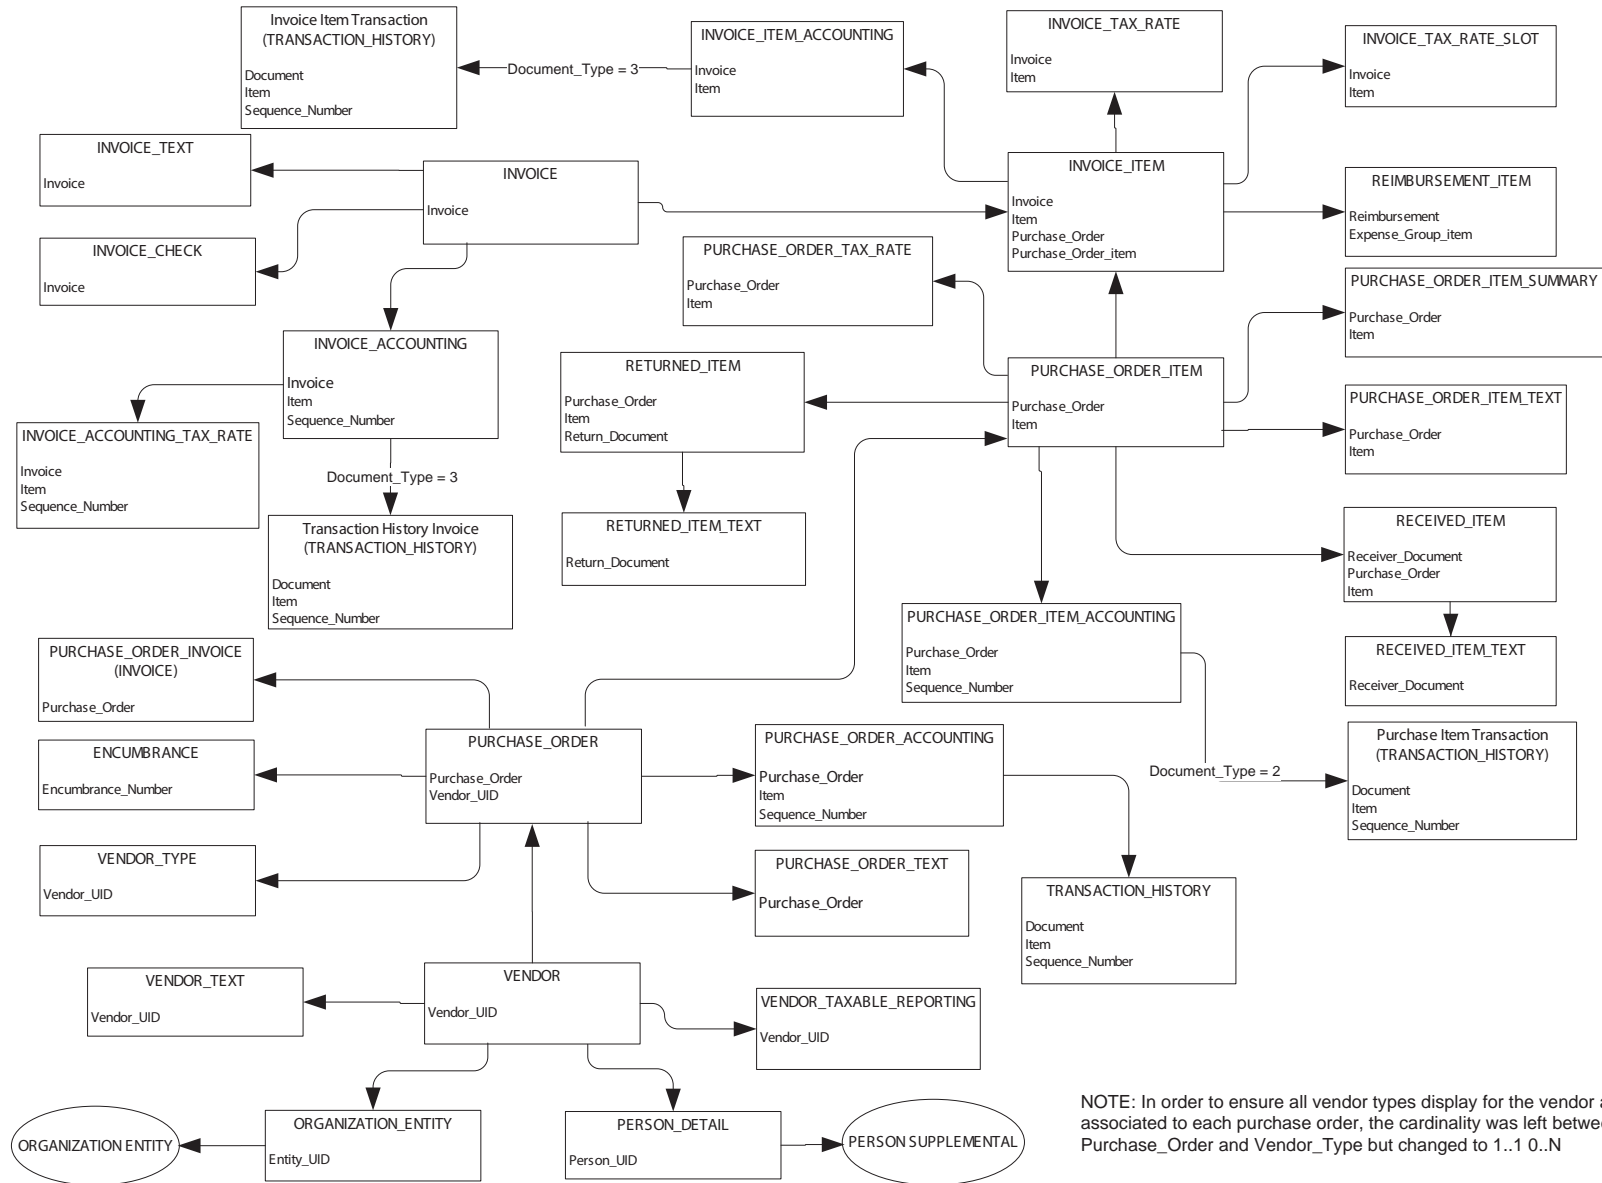 Invoice Item Transaction
(TRANSACTION_HISTORY)
Document
Item
Sequence_Number
Document_Type = 3
INVOICE_ITEM_ACCOUNTING
Invoice
Item
INVOICE_TAX_RATE
Invoice
Item
INVOICE_TAX_RATE_SLOT
Invoice
Item
INVOICE_TEXT
Invoice
INVOICE
Invoice
INVOICE_ITEM
Invoice
Item
Purchase_Order
Purchase_Order_item
REIMBURSEMENT_ITEM
Reimbursement
Expense_Group_item
INVOICE_CHECK
Invoice
PURCHASE_ORDER_TAX_RATE
Purchase_Order
Item
PURCHASE_ORDER_ITEM_SUMMARY
Purchase_Order
Item
INVOICE_ACCOUNTING
Invoice
Item
Sequence_Number
RETURNED_ITEM
Purchase_Order
Item
Return_Document
PURCHASE_ORDER_ITEM
Purchase_Order
Item
PURCHASE_ORDER_ITEM_TEXT
Purchase_Order
Item
INVOICE_ACCOUNTING_TAX_RATE
Invoice
Item
Sequence_Number
Document_Type = 3
Transaction History Invoice
(TRANSACTION_HISTORY)
Document
Item
Sequence_Number
RETURNED_ITEM_TEXT
Return_Document
RECEIVED_ITEM
Receiver_Document
Purchase_Order
Item
PURCHASE_ORDER_ITEM_ACCOUNTING
Purchase_Order
Item
Sequence_Number
RECEIVED_ITEM_TEXT
Receiver_Document
PURCHASE_ORDER_INVOICE
(INVOICE)
Purchase_Order
PURCHASE_ORDER
Purchase_Order
Vendor_UID
PURCHASE_ORDER_ACCOUNTING
Purchase_Order
Item
Sequence_Number
Document_Type = 2
Purchase Item Transaction
(TRANSACTION_HISTORY)
Document
Item
Sequence_Number
ENCUMBRANCE
Encumbrance_Number
VENDOR_TYPE
Vendor_UID
PURCHASE_ORDER_TEXT
Purchase_Order
TRANSACTION_HISTORY
Document
Item
Sequence_Number
VENDOR_TEXT
Vendor_UID
VENDOR
Vendor_UID
VENDOR_TAXABLE_REPORTING
Vendor_UID
ORGANIZATION ENTITY
ORGANIZATION_ENTITY
Entity_UID
PERSON_DETAIL
Person_UID
PERSON SUPPLEMENTAL
NOTE: In order to ensure all vendor types display for the vendor
associated to each purchase order, the cardinality was left
Purchase_Order and Vendor_Type but changed to 1..1 0..N